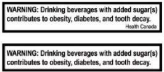 WARNING: Drinking beverages with added sugar(s)
contributes to obesity, diabetes, and tooth decay.
Health Canada
WARNING: Drinking beverages with added sugar(s)
contributes to obesity, diabetes, and tooth decay.